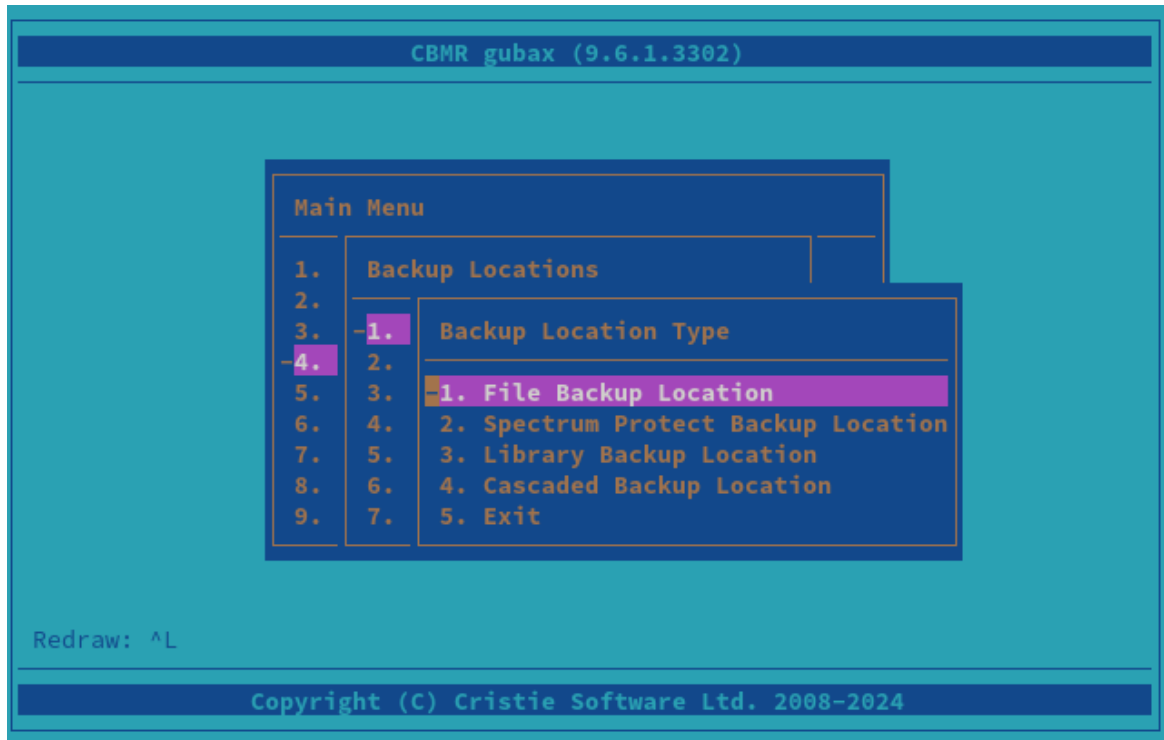 CBMR gubax (9.6.1.3302)
Main Menu
1. Backup Locations
2.
3. -1. Backup Location Type
-4. 2.
5. 3. -1. File Backup Location
6. 4. 2. Spectrum Protect Backup Location
7. 5. 3. Library Backup Location
8. 6. 4. Cascaded Backup Location
9. 7. 5. Exit
Redraw: ^L
Copyright (C) Cristie Software Ltd. 2008-2024